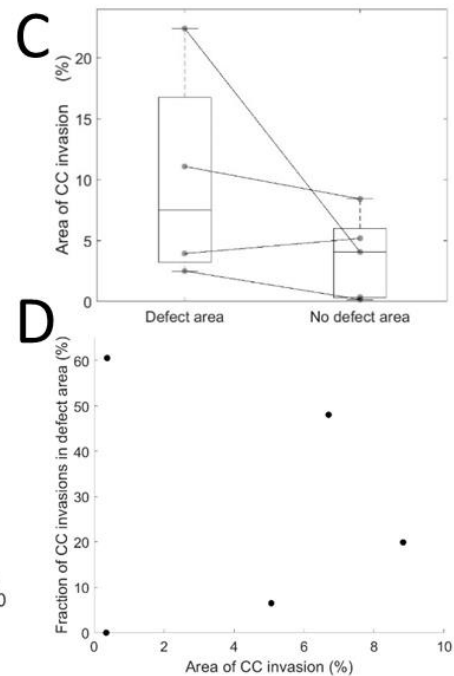 C
Area of CC invasion (%)
20
15
10
5
0
Defect area
No defect area
D
Fraction of CC invasions in defect area (%)
60
50
40
30
20
10
0
0
0 2 4 6 8 10
Area of CC invasion (%)